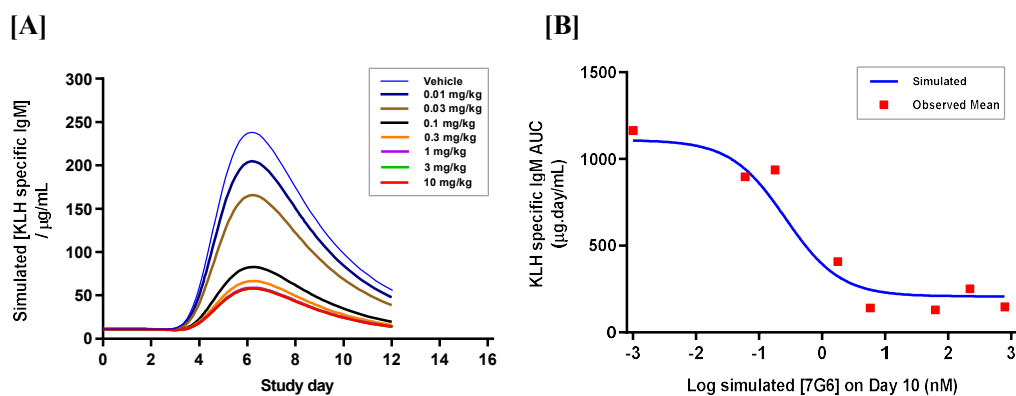 [A]
Simulated [KLH specific IgM]
/ µg/mL
300
250
200
150
100
50
0
0 2 4 6 8 10 12 14 16
Study day
Vehicle
0.01 mg/kg
0.03 mg/kg
0.1 mg/kg
0.3 mg/kg
1 mg/kg
3 mg/kg
10 mg/kg
[B]
KLH specific IgM AUC
(µg.day/mL)
1500
1000
500
0
-3 -2 -1 0 1 2 3
Log simulated [7G6] on Day 10 (nM)
Simulated
Observed Mean